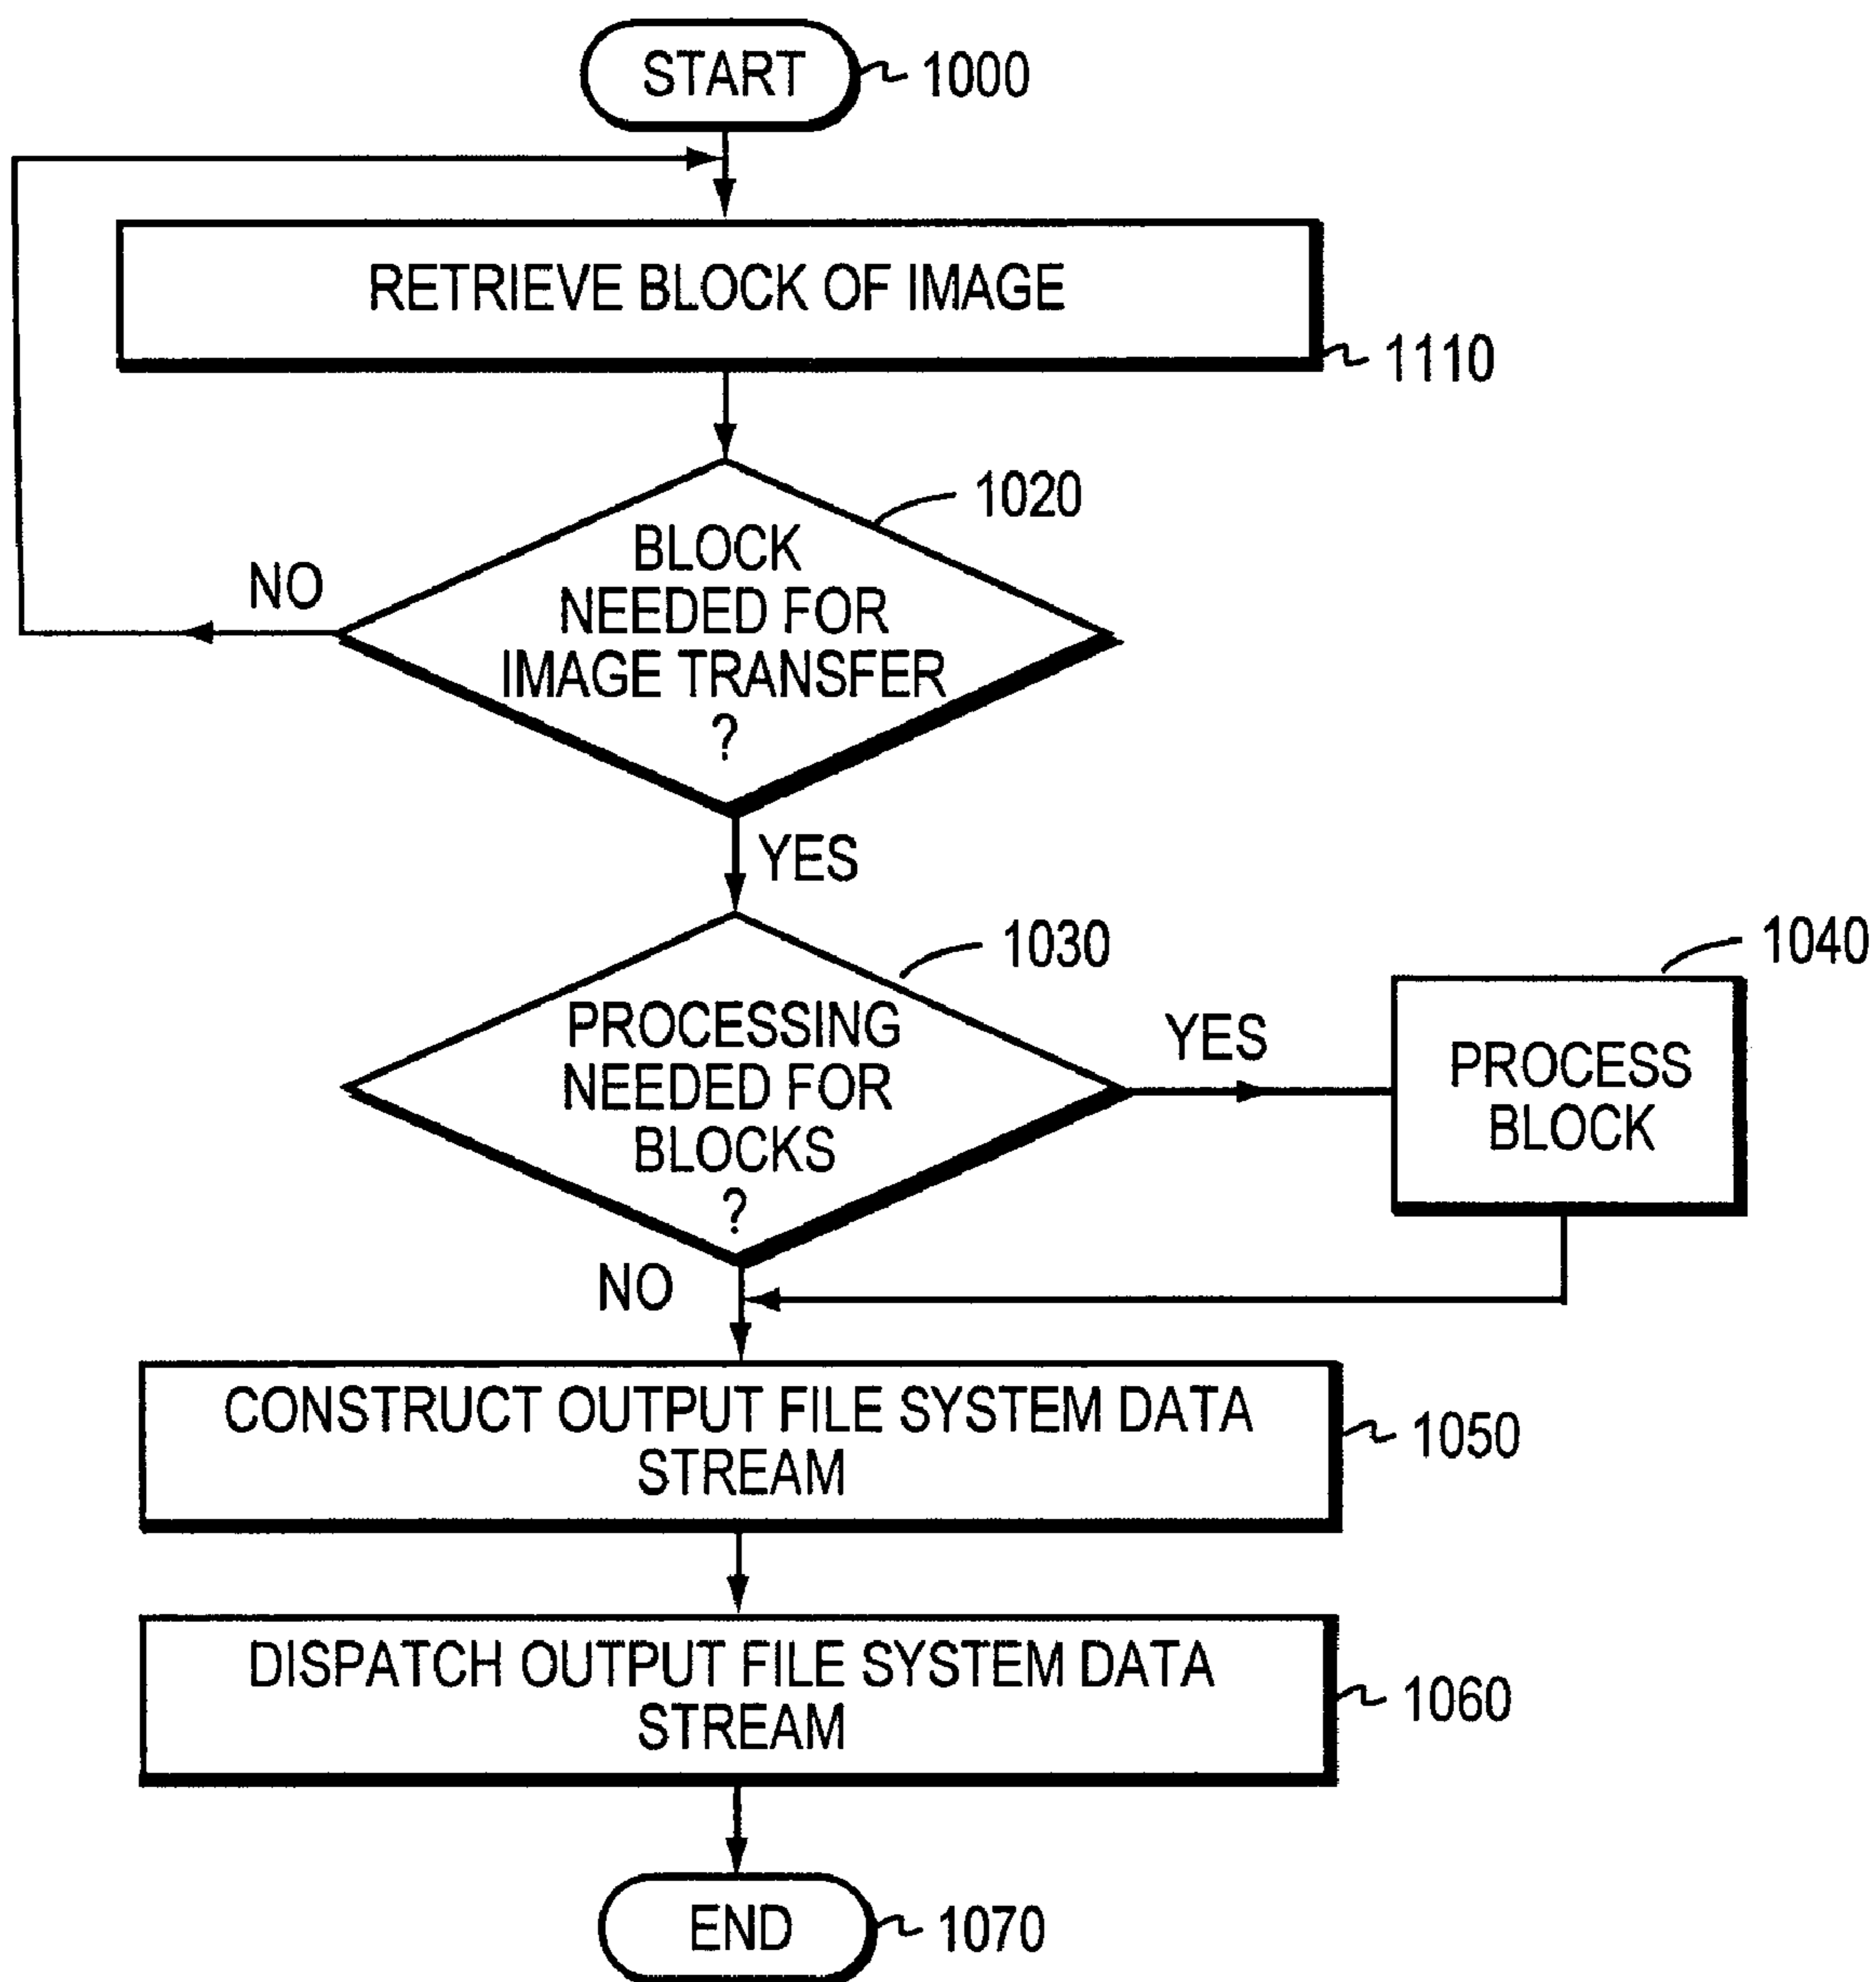 START
1000
RETRIEVE BLOCK OF IMAGE
1110
1020
BLOCK
NEEDED FOR
IMAGE TRANSFER
?
NO
YES
1030
1040
PROCESSING
NEEDED FOR
BLOCKS
?
YES
PROCESS
BLOCK
NO
CONSTRUCT OUTPUT FILE SYSTEM DATA
STREAM
1050
DISPATCH OUTPUT FILE SYSTEM DATA
STREAM
1060
END
1070